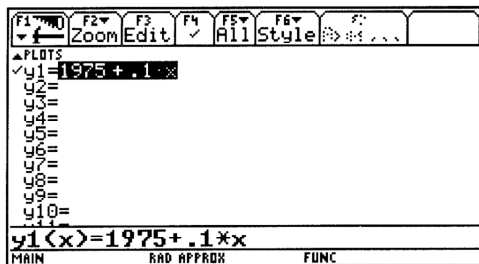 F1 F2 Zoom F3 Edit F4 ✓ F5 All F6 Style F7
▲PLOTS
✓y1=1975+.1·x
y2=
y3=
y4=
y5=
y6=
y7=
y8=
y9=
y10=
y1(x)=1975+.1*x
MAIN RAD APPROX FUNC